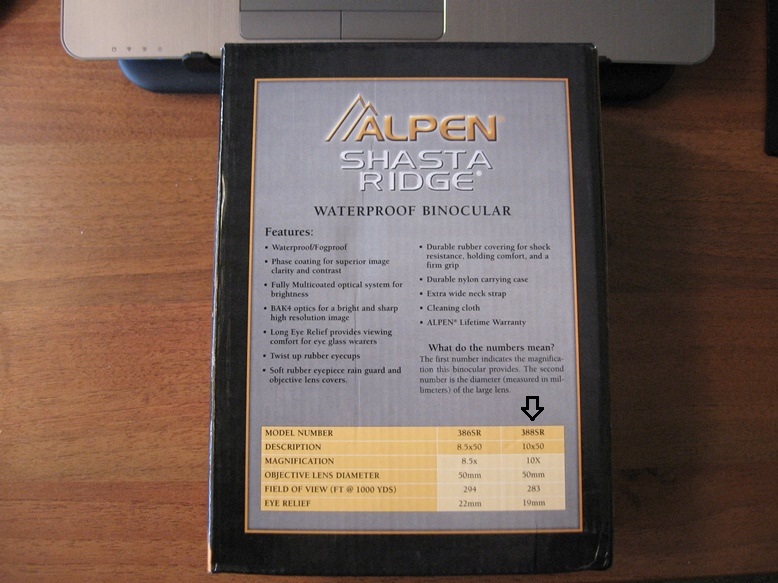 ALPEN
SHASTA
RIDGE®
WATERPROOF BINOCULAR
Features:
• Waterproof/Fogproof
• Phase coating for superior image
clarity and contrast
• Fully Multicoated optical system for
brightness
• BAK4 optics for a bright and sharp
high resolution image
• Long Eye Relief provides viewing
comfort for eye glass wearers
• Twist up rubber eyecups
• Soft rubber eyepiece rain guard and
objective lens covers.
• Durable rubber covering for shock
resistance, holding comfort, and a
firm grip
• Durable nylon carrying case
• Extra wide neck strap
• Cleaning cloth
• ALPEN® Lifetime Warranty
What do the numbers mean?
The first number indicates the magnifica-
tion this binocular provides. The second
number is the diameter (measured in mil-
limeters) of the large lens.
MODEL NUMBER 386SR 388SR
DESCRIPTION 8.5x50 10x50
MAGNIFICATION 8.5x 10X
OBJECTIVE LENS DIAMETER 50mm 50mm
FIELD OF VIEW (FT @ 1000 YDS) 294 283
EYE RELIEF 22mm 19mm